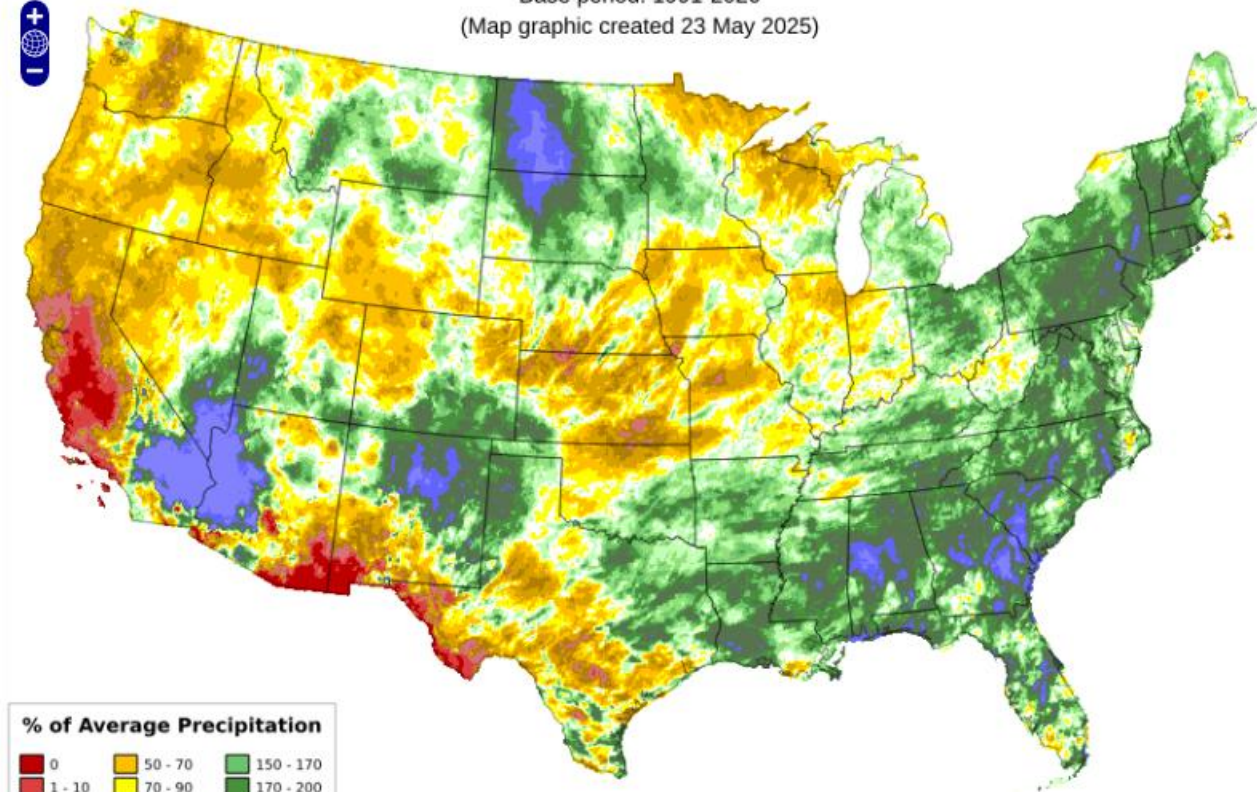 (Map graphic created 23 May 2025)
% of Average Precipitation
0 50 - 70 150 - 170
1 - 10 70 - 90 170 - 200